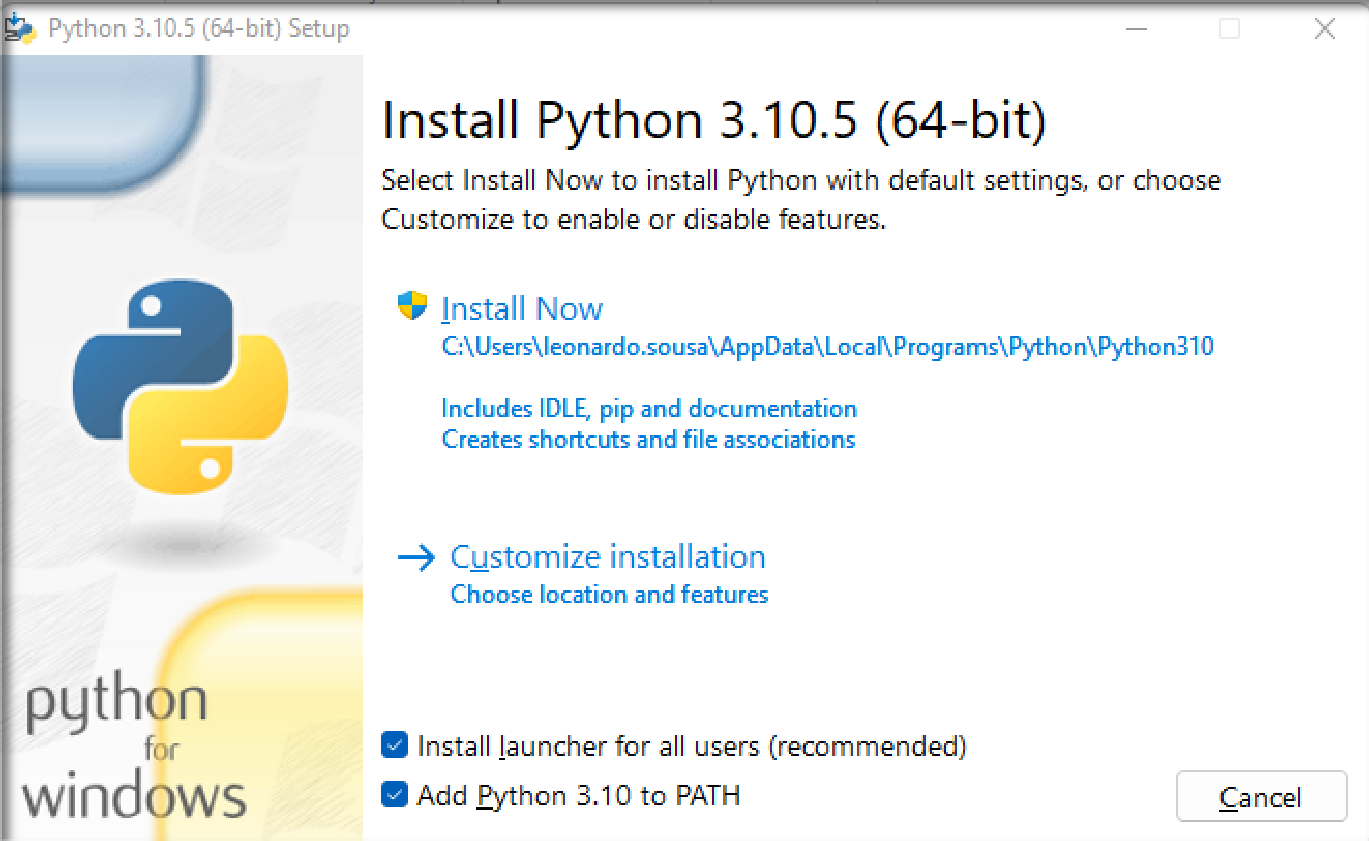 Python 3.10.5 (64-bit) Setup
Install Python 3.10.5 (64-bit)
Select Install Now to install Python with default settings, or choose
Customize to enable or disable features.
Install Now
C:\Users\leonardo.sousa\AppData\Local\Programs\Python\Python310
Includes IDLE, pip and documentation
Creates shortcuts and file associations
Customize installation
Choose location and features
python
for
windows
Install launcher for all users (recommended)
Add Python 3.10 to PATH
Cancel